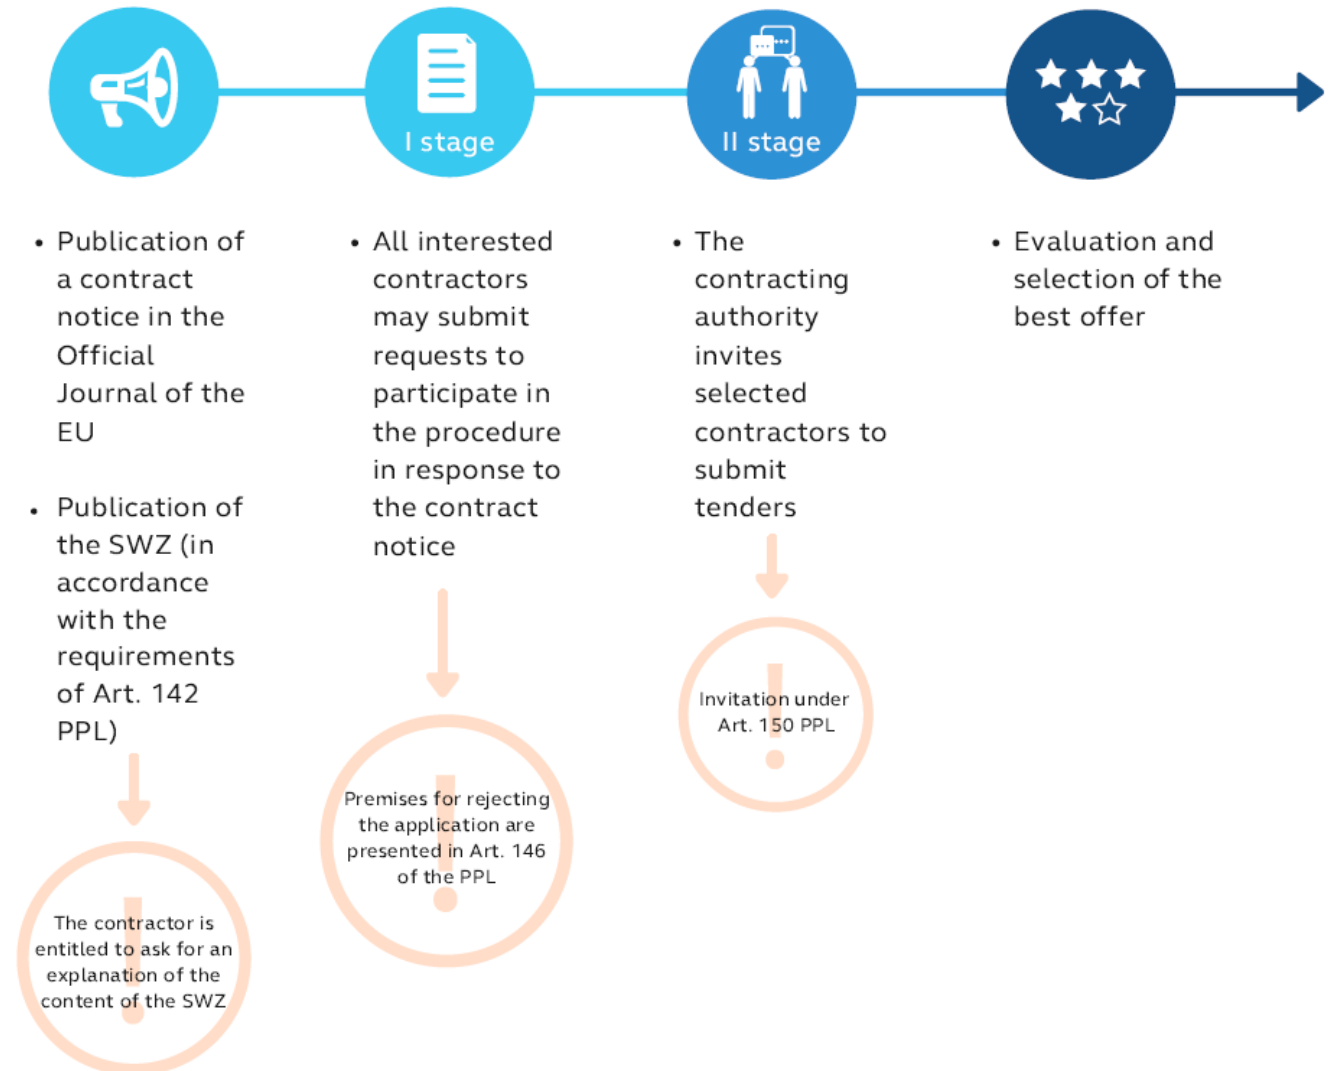 I stage
II stage
• Publication of
a contract
notice in the
Official
Journal of the
EU
• Publication of
the SWZ (in
accordance
with the
requirements
of Art. 142
PPL)
The contractor is
entitled to ask for an
explanation of the
content of the SWZ
• All interested
contractors
may submit
requests to
participate in
the procedure
in response to
the contract
notice
Premises for rejecting
the application are
presented in Art. 146
of the PPL
• The
contracting
authority
invites
selected
contractors to
submit
tenders
Invitation under
Art. 150 PPL
• Evaluation and
selection of the
best offer